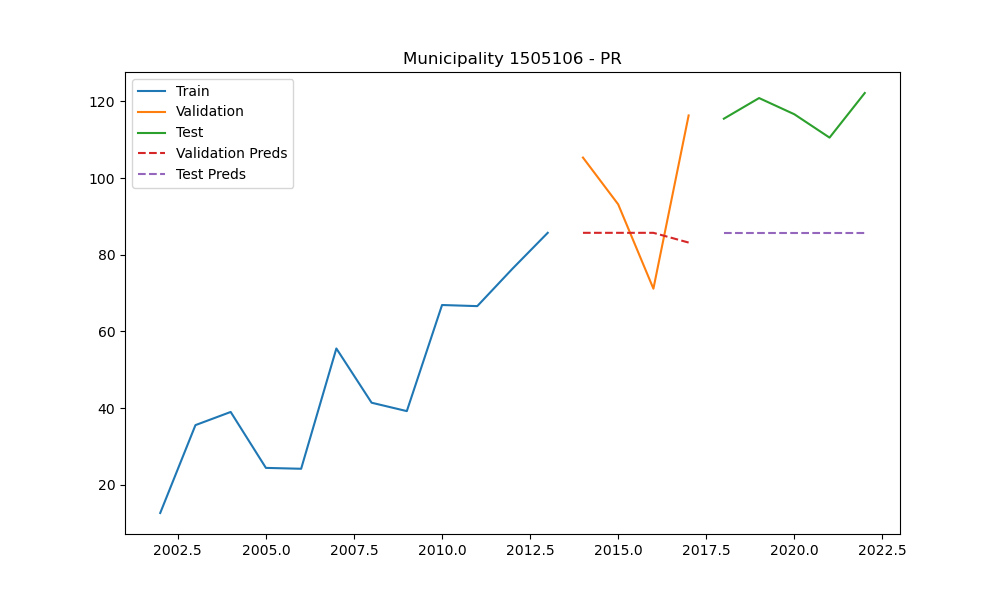 Municipality 1505106 - PR
Train
Validation
Test
Validation Preds
Test Preds
120
100
80
60
40
20
2002.5 2005.0 2007.5 2010.0 2012.5 2015.0 2017.5 2020.0 2022.5